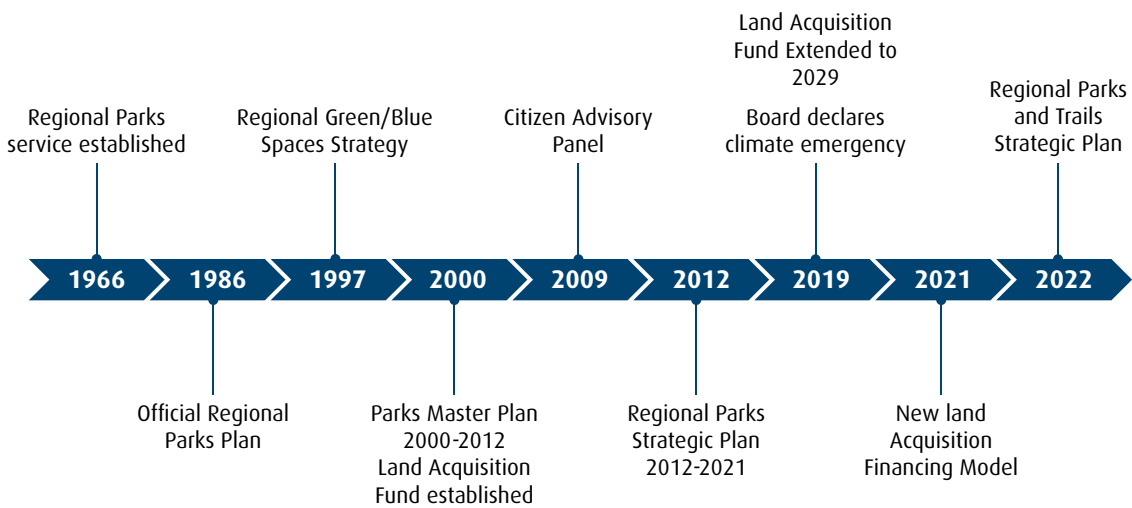 Regional Parks
service established
Regional Green/Blue
Spaces Strategy
Citizen Advisory
Panel
Land Acquisition
Fund Extended to
2029
Board declares
climate emergency
Regional Parks
and Trails
Strategic Plan
1966
1986
1997
2000
2009
2012
2019
2021
2022
Official Regional
Parks Plan
Parks Master Plan
2000-2012
Land Acquisition
Fund established
Regional Parks
Strategic Plan
2012-2021
New land
Acquisition
Financing Model